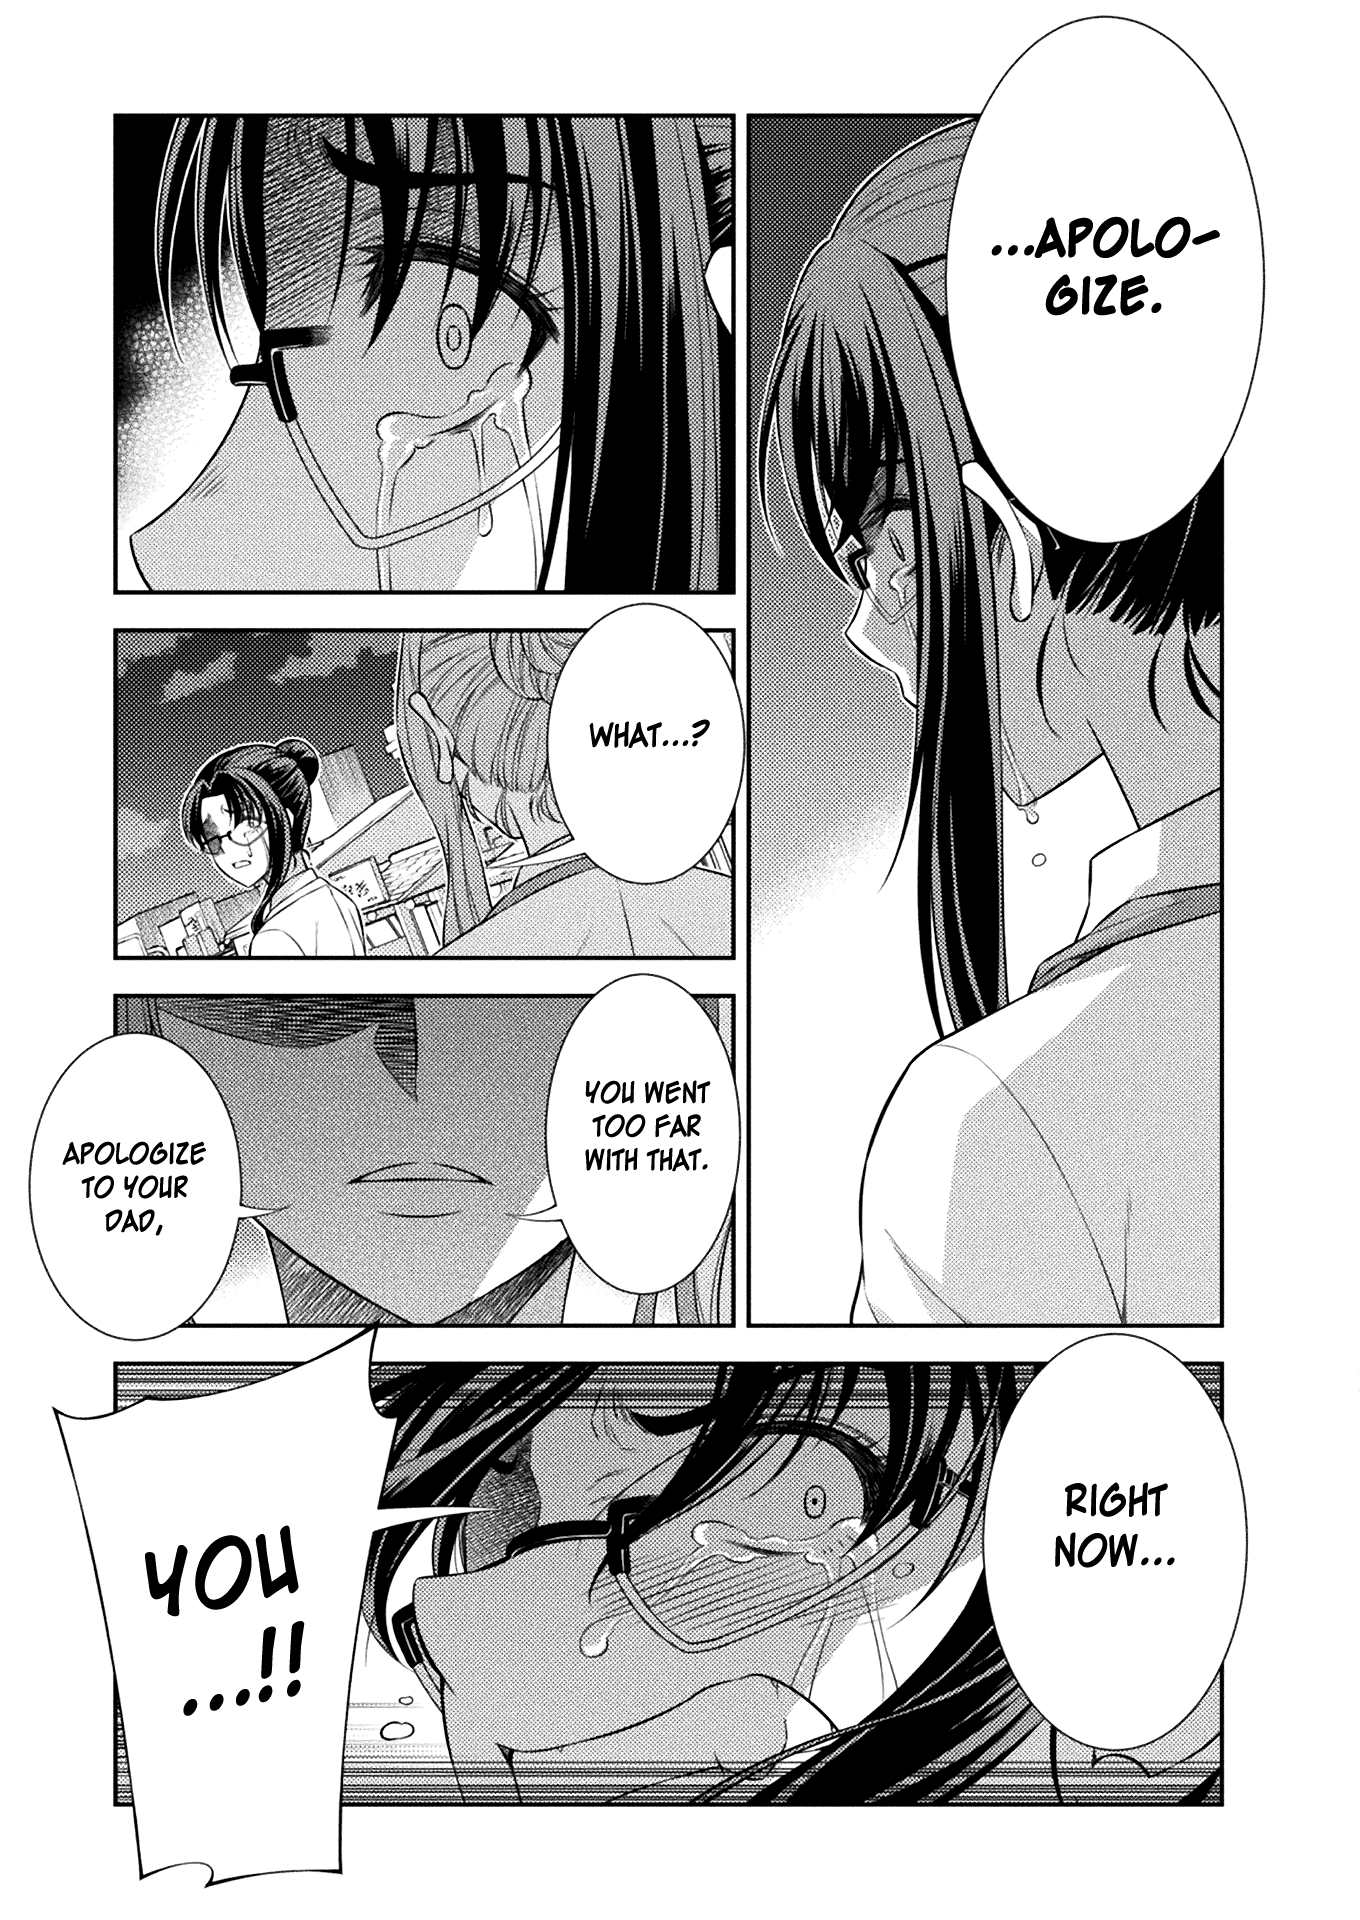 ...APOLO-
GIZE.
WHAT...?
YOU WENT
TOO FAR
WITH THAT.
APOLOGIZE
TO YOUR
DAD,
RIGHT
NOW...
YOU
...!!